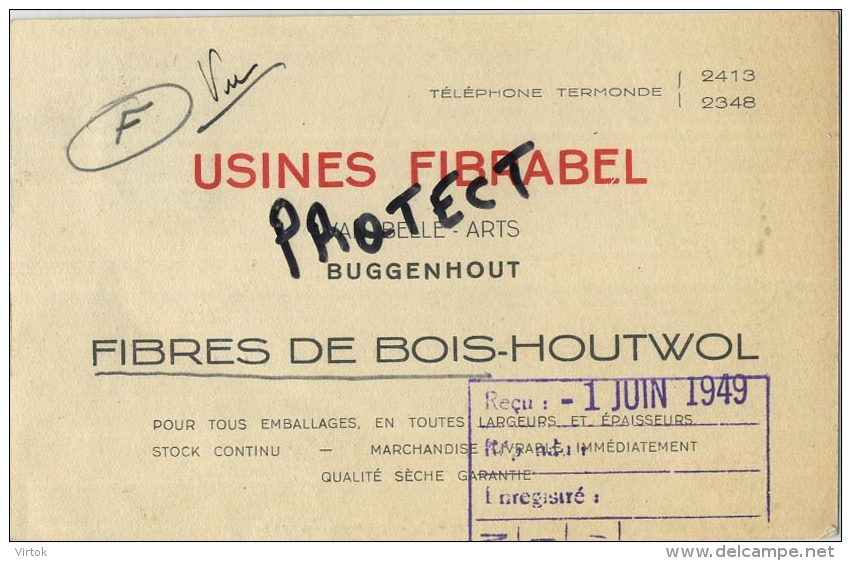 F
Vu
TÉLÉPHONE TERMONDE 2413
2348
USINES FIBRABEL
PROTECT
BELLE - ARTS
BUGGENHOUT
FIBRES DE BOIS-HOUTWOL
Reçu : - 1 JUIN 1949
POUR TOUS EMBALLAGES, EN TOUTES LARGEURS ET ÉPAISSEURS
STOCK CONTINU — MARCHANDISE LIVRABLE IMMÉDIATEMENT
QUALITÉ SÈCHE GARANTIE
Enregistré :
Virtok
delcampe.net